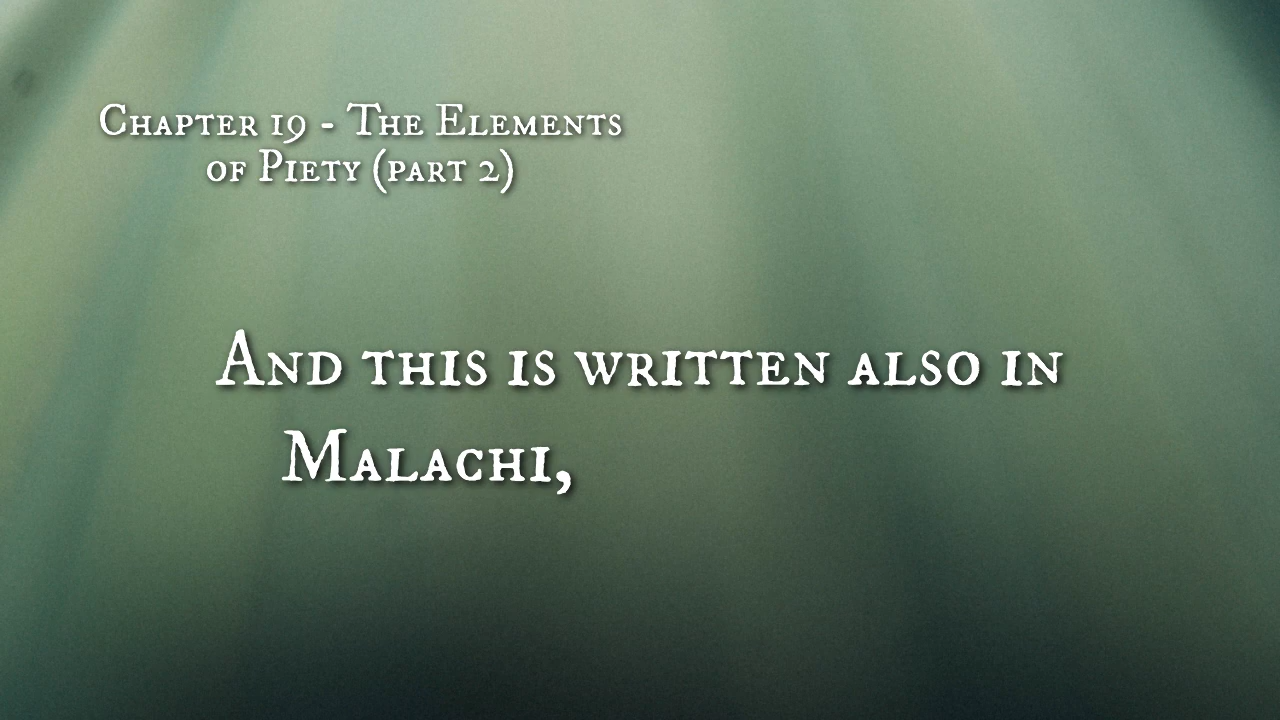 Chapter 19 - The Elements
of Piety (part 2)
And this is written also in
Malachi,